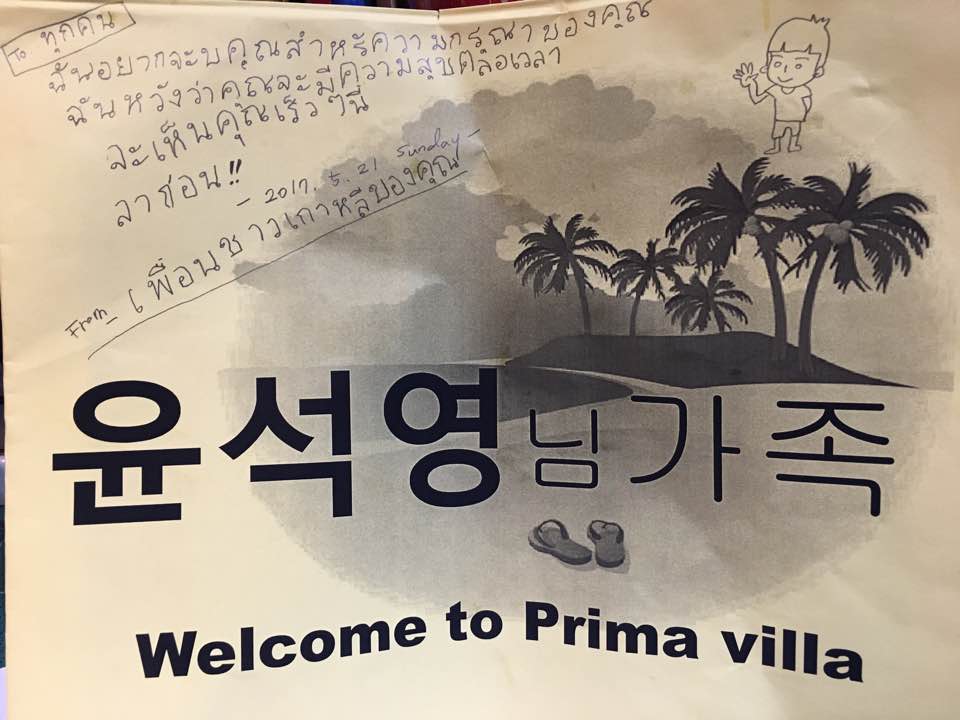 To ทุกคน
ฉันอยากจะบคุณสำหรัความกรุณาของคุณ
ฉันหวังว่าคุณจะมีความสุขตลอเวลา
จะเห็นคุณเร็วๆนี้
ลาก่อน!!
- 2017. 5. 21 Sunday -
From_ เพื่อนชาวเกาหลีของคุณ
윤석영님가족
Welcome to Prima villa